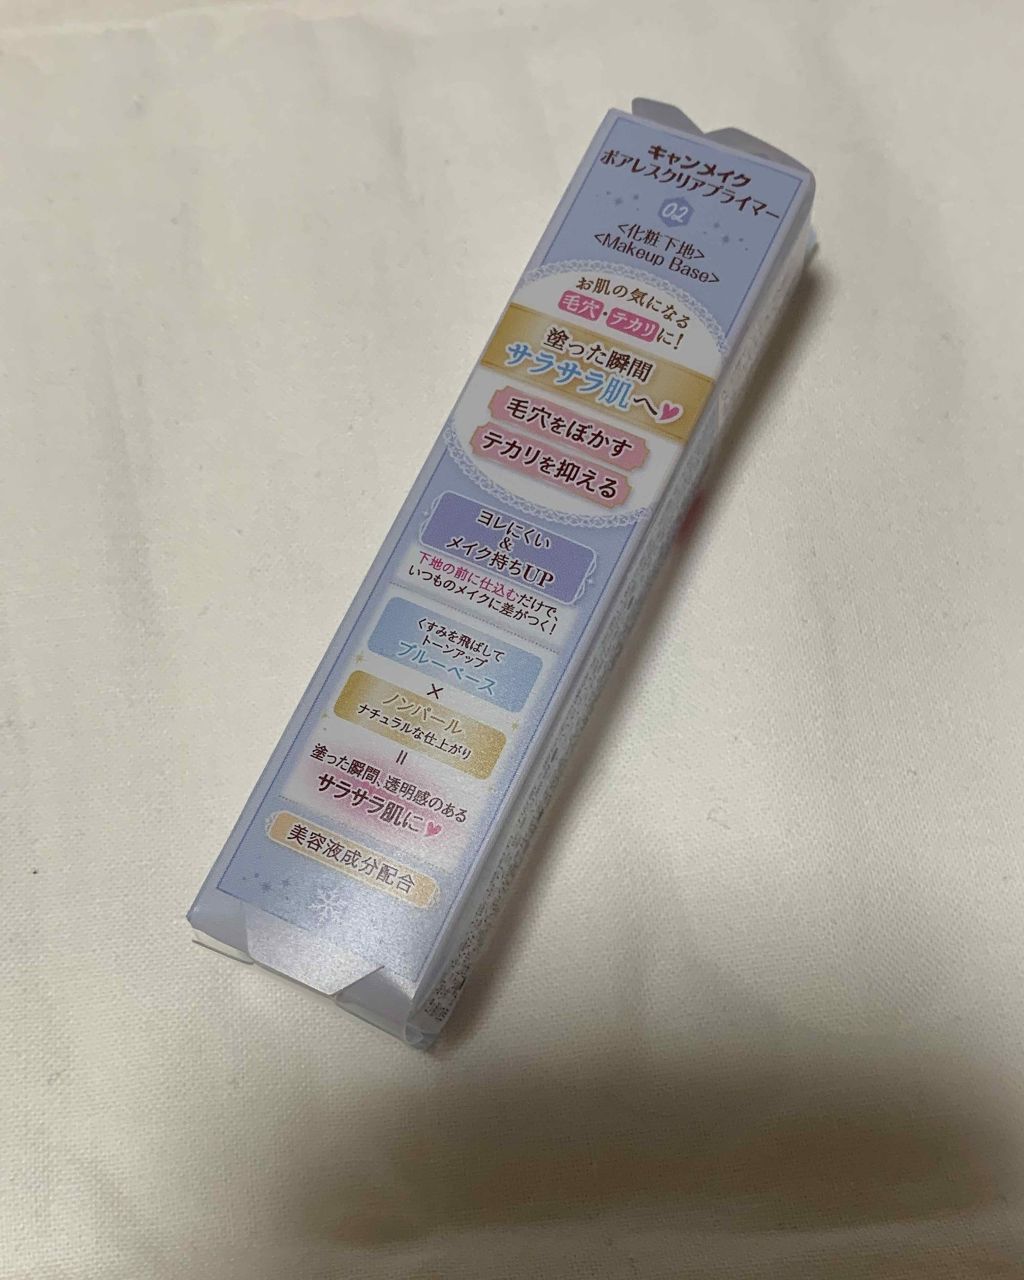 キャンメイク
ポアレスクリアプライマー
02
<化粧下地>
<Makeup Base>
お肌の気になる
毛穴・テカリに!
塗った瞬間
サラサラ肌へ
毛穴をぼかす
テカリを抑える
ヨレにくい
&
メイク持ちUP
下地の前に仕込むだけで、
いつものメイクに差がつく!
くすみを飛ばして
トーンアップ
ブルーベース
×
ノンパール
ナチュラルな仕上がり
=
塗った瞬間、透明感のある
サラサラ肌に
美容液成分配合